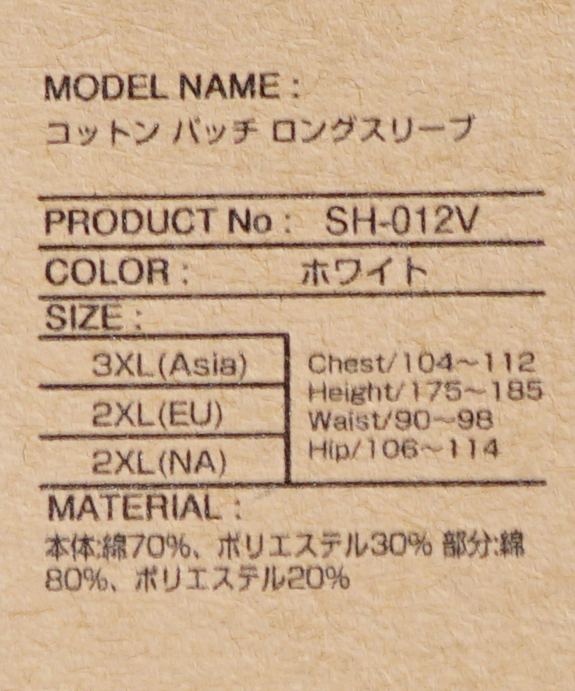 MODEL NAME :
コットン パッチ ロングスリーブ
PRODUCT No : SH-012V
COLOR : ホワイト
SIZE :
3XL(Asia)
2XL(EU)
2XL(NA)
Chest/104~112
Height/175~185
Waist/90~98
Hip/106~114
MATERIAL :
本体:綿70%、ポリエステル30% 部分:綿
80%、ポリエステル20%